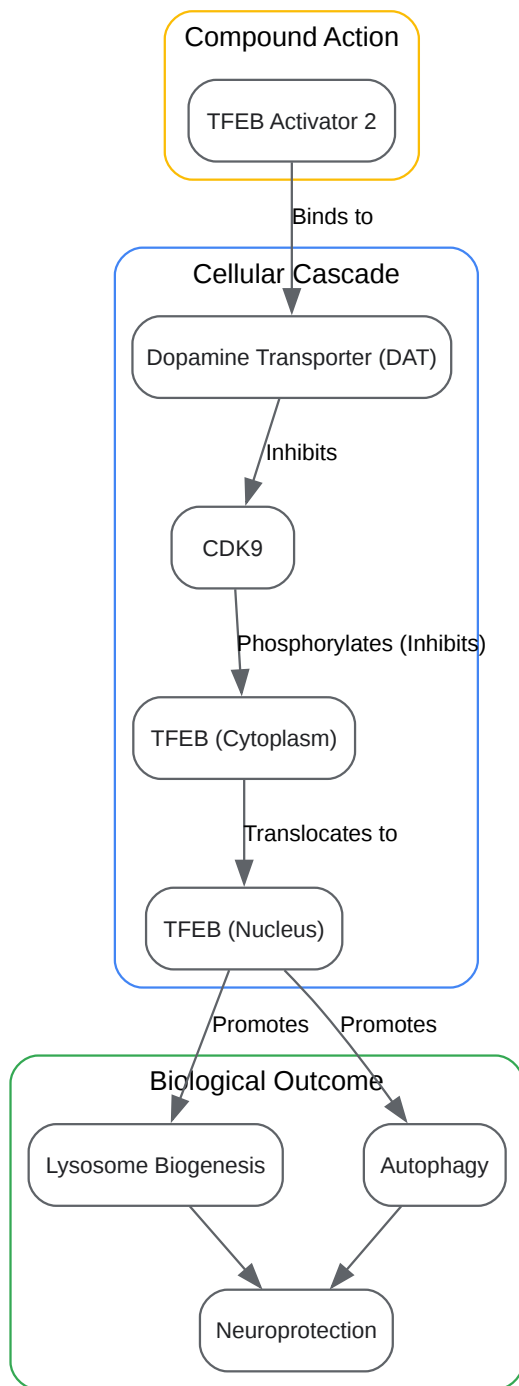 Compound Action
TFEB Activator 2
Binds to
Cellular Cascade
Dopamine Transporter (DAT)
Inhibits
CDK9
Phosphorylates (Inhibits)
TFEB (Cytoplasm)
Translocates to
TFEB (Nucleus)
Promotes
Promotes
Biological Outcome
Lysosome Biogenesis
Autophagy
Neuroprotection